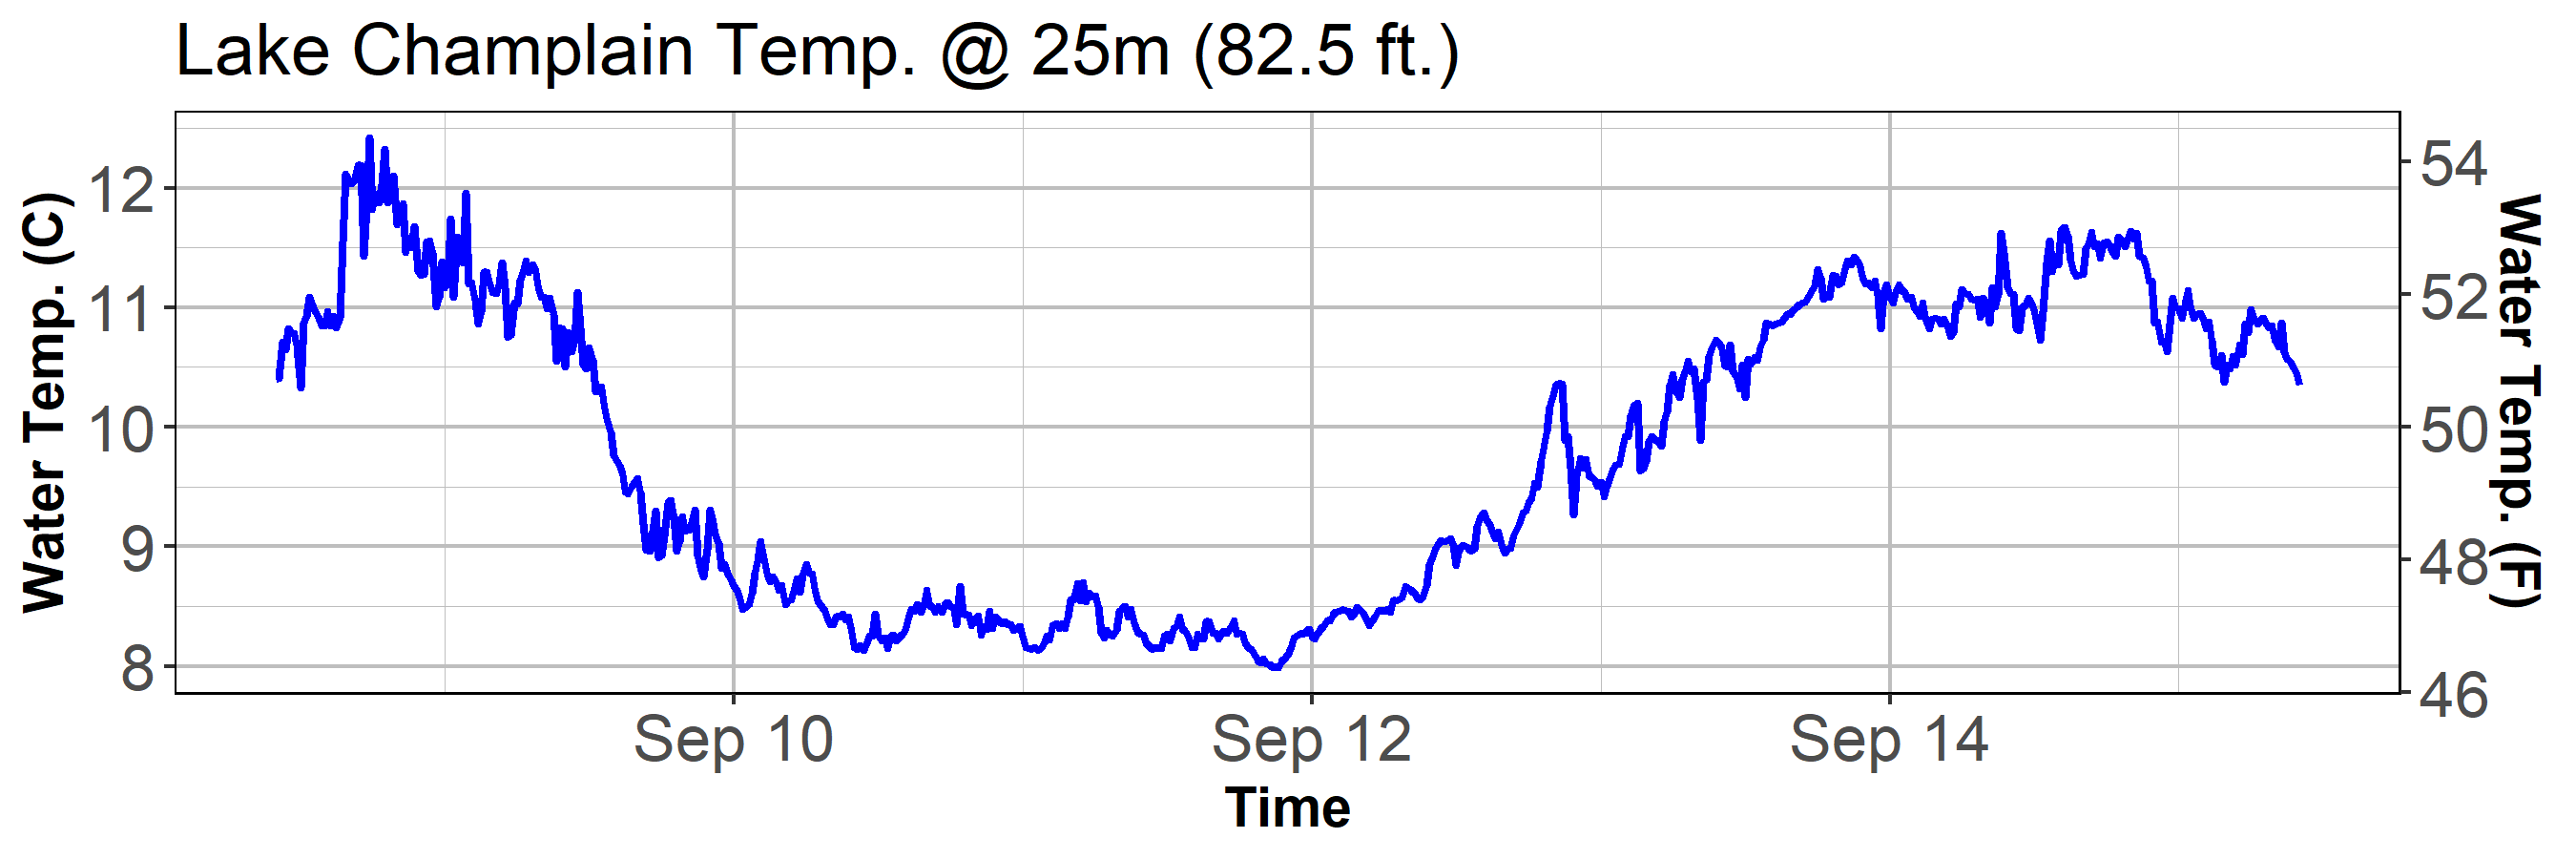 Lake Champlain Temp. @ 25m (82.5 ft.)
Water Temp. (C)
12
11
10
9
8
54
52
50
48
46
Water Temp. (F)
Sep 10 Sep 12 Sep 14
Time